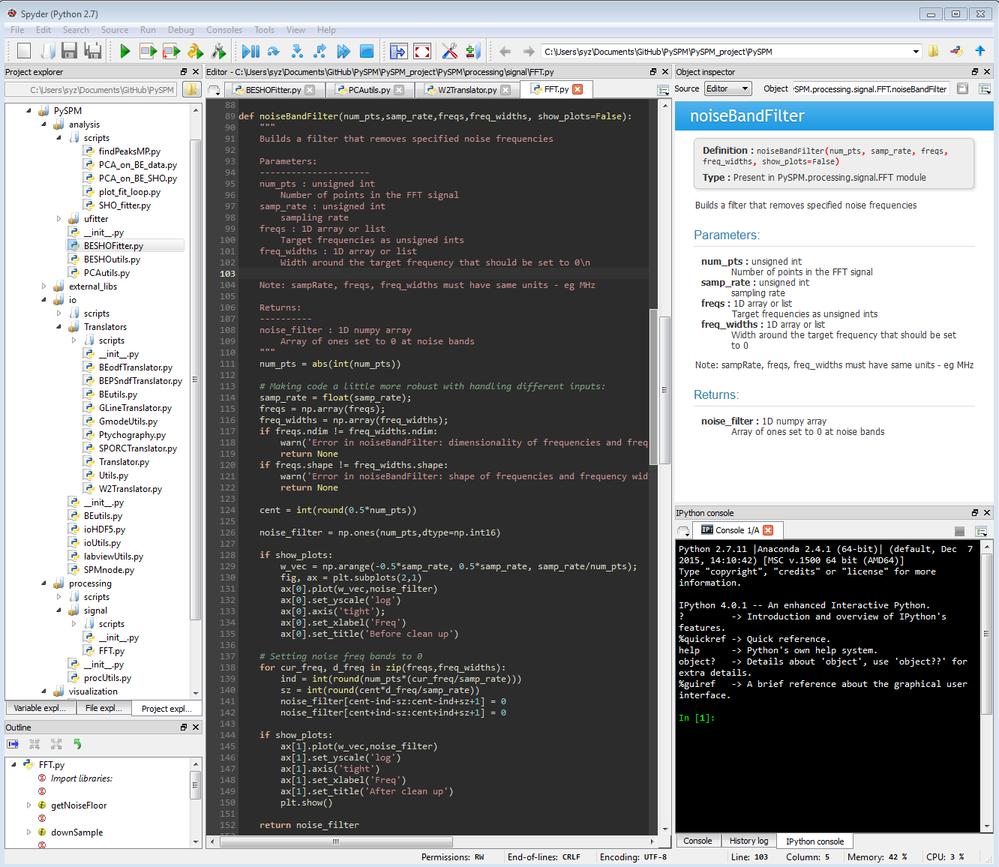 Spyder (Python 2.7)
File Edit Search Source Run Debug Consoles Tools View Help
C:\Users\syz\Documents\GitHub\PySPM\PySPM_project\PySPM
Project explorer
C:\Users\syz\Documents\GitHub\PySPM
PySPM
analysis
scripts
findPeaksMP.py
PCA_on_BE_data.py
PCA_on_BE_SHO.py
plot_fit_loop.py
SHO_fitter.py
ufitter
__init__.py
BESHOFitter.py
BESHOutils.py
PCAutils.py
external_libs
io
scripts
Translators
scripts
__init__.py
BEodfTranslator.py
BEPSndfTranslator.py
BEutils.py
GLineTranslator.py
GmodeUtils.py
Ptychography.py
SPORCTranslator.py
Translator.py
Utils.py
W2Translator.py
__init__.py
BEutils.py
ioHDF5.py
ioUtils.py
labviewUtils.py
SPMnode.py
processing
scripts
signal
scripts
__init__.py
FFT.py
__init__.py
procUtils.py
visualization
Variable expl... File expl... Project expl...
Outline
FFT.py
Import libraries:
getNoiseFloor
downSample
Editor - C:\Users\syz\Documents\GitHub\PySPM\PySPM_project\PySPM\processing\signal\FFT.py
BESHOFitter.py PCAutils.py W2Translator.py FFT.py
88
89 def noiseBandFilter(num_pts,samp_rate,freqs,freq_widths, show_plots=False):
90 """
91 Builds a filter that removes specified noise frequencies
92
93 Parameters:
94 ---------------------
95 num_pts : unsigned int
96 Number of points in the FFT signal
97 samp_rate : unsigned int
98 sampling rate
99 freqs : 1D array or list
100 Target frequencies as unsigned ints
101 freq_widths : 1D array or list
102 Width around the target frequency that should be set to 0\n
103
104 Note: sampRate, freqs, freq_widths must have same units - eg MHz
105
106 Returns:
107 ----------
108 noise_filter : 1D numpy array
109 Array of ones set to 0 at noise bands
110 """
111 num_pts = abs(int(num_pts))
112
113 # Making code a little more robust with handling different inputs:
114 samp_rate = float(samp_rate);
115 freqs = np.array(freqs);
116 freq_widths = np.array(freq_widths);
117 if freqs.ndim != freq_widths.ndim:
118 warn('Error in noiseBandFilter: dimensionality of frequencies and freq
119 return None
120 if freqs.shape != freq_widths.shape:
121 warn('Error in noiseBandFilter: shape of frequencies and frequency wid
122 return None
123
124 cent = int(round(0.5*num_pts))
125
126 noise_filter = np.ones(num_pts,dtype=np.int16)
127
128 if show_plots:
129 w_vec = np.arange(-0.5*samp_rate, 0.5*samp_rate, samp_rate/num_pts);
130 fig, ax = plt.subplots(2,1)
131 ax[0].plot(w_vec,noise_filter)
132 ax[0].set_yscale('log')
133 ax[0].axis('tight');
134 ax[0].set_xlabel('Freq')
135 ax[0].set_title('Before clean up')
136
137 # Setting noise freq bands to 0
138 for cur_freq, d_freq in zip(freqs,freq_widths):
139 ind = int(round(num_pts*(cur_freq/samp_rate)))
140 sz = int(round(cent*d_freq/samp_rate))
141 noise_filter[cent-ind-sz:cent-ind+sz+1] = 0
142 noise_filter[cent+ind-sz:cent+ind+sz+1] = 0
143
144 if show_plots:
145 ax[1].plot(w_vec,noise_filter)
146 ax[1].set_yscale('log')
147 ax[1].axis('tight')
148 ax[1].set_xlabel('Freq')
149 ax[1].set_title('After clean up')
150 plt.show()
151
152 return noise_filter
Object inspector
Source Editor Object ySPM.processing.signal.FFT.noiseBandFilter
noiseBandFilter
Definition : noiseBandFilter(num_pts, samp_rate, freqs,
freq_widths, show_plots=False)
Type : Present in PySPM.processing.signal.FFT module
Builds a filter that removes specified noise frequencies
Parameters:
num_pts : unsigned int
Number of points in the FFT signal
samp_rate : unsigned int
sampling rate
freqs : 1D array or list
Target frequencies as unsigned ints
freq_widths : 1D array or list
Width around the target frequency that should be set
to 0
Note: sampRate, freqs, freq_widths must have same units - eg MHz
Returns:
noise_filter : 1D numpy array
Array of ones set to 0 at noise bands
IPython console
IP: Console 1/A
Python 2.7.11 |Anaconda 2.4.1 (64-bit)| (default, Dec 7
2015, 14:10:42) [MSC v.1500 64 bit (AMD64)]
Type "copyright", "credits" or "license" for more
information.
IPython 4.0.1 -- An enhanced Interactive Python.
? -> Introduction and overview of IPython's
features.
%quickref -> Quick reference.
help -> Python's own help system.
object? -> Details about 'object', use 'object??' for
extra details.
%guiref -> A brief reference about the graphical user
interface.
In [1]:
Console History log IPython console
Permissions: RW End-of-lines: CRLF Encoding: UTF-8 Line: 103 Column: 5 Memory: 42 % CPU: 3 %